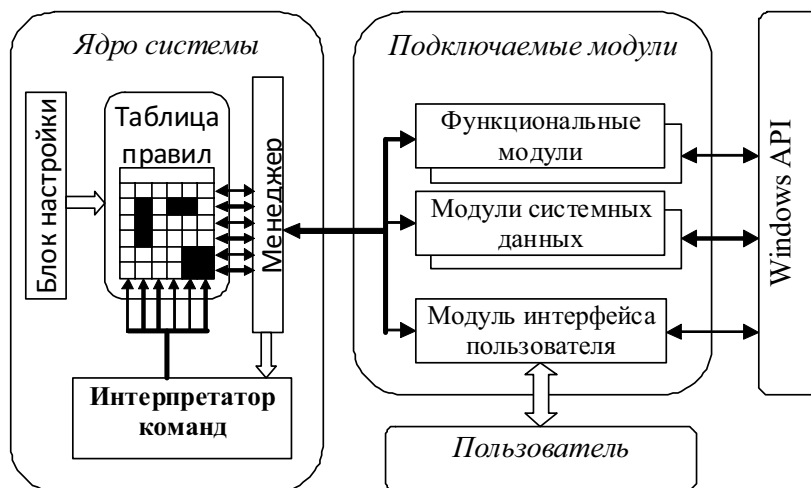 Ядро системы
Подключаемые модули
Блок настройки
Таблица
правил
Менеджер
Функциональные
модули
Модули системных
данных
Модуль интерфейса
пользователя
Windows API
Интерпретатор
команд
Пользователь